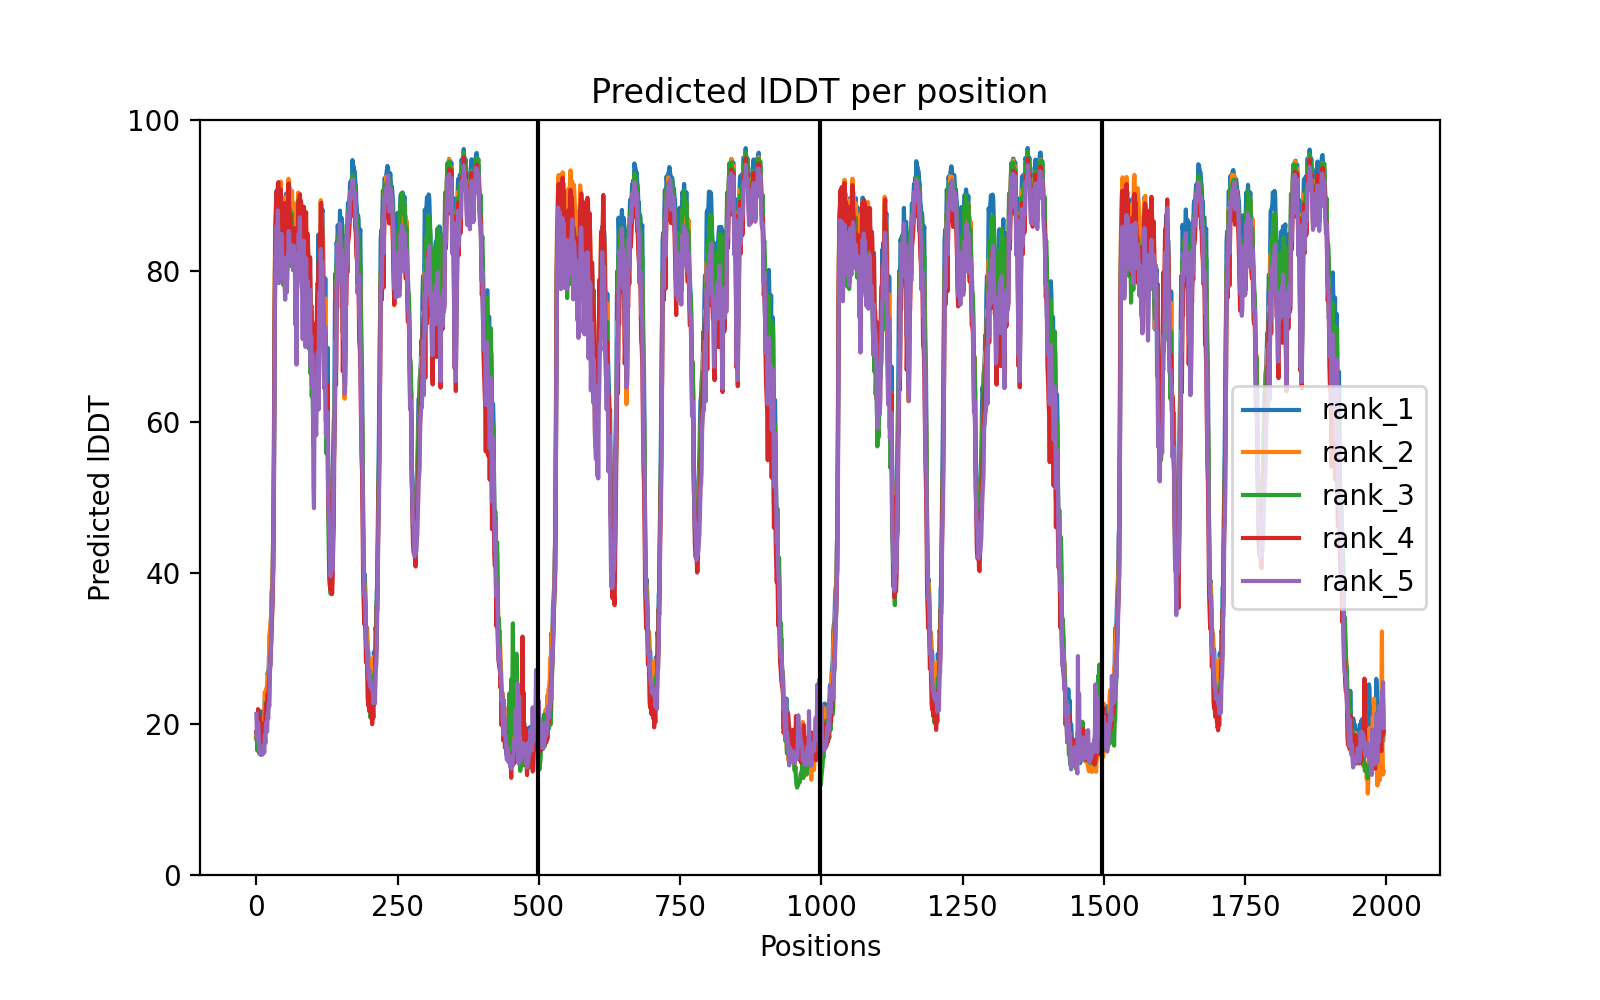 Predicted lDDT per position
Predicted lDDT
100
80
60
40
20
0
rank_1
rank_2
rank_3
rank_4
rank_5
0 250 500 750 1000 1250 1500 1750 2000
Positions